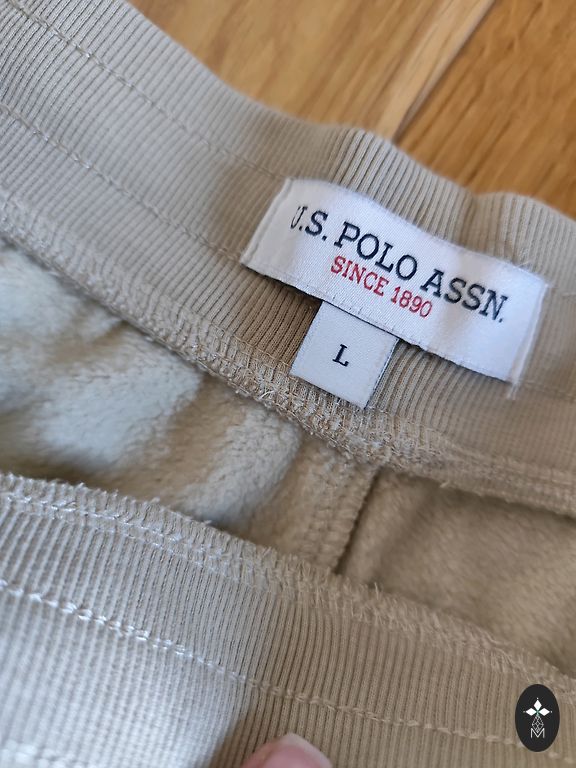 U.S. POLO ASSN.
SINCE 1890
L
M